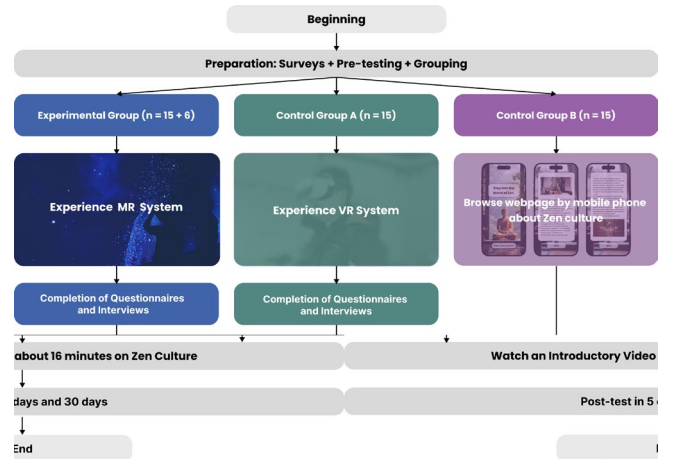 Beginning
Preparation: Surveys + Pre-testing + Grouping
Experimental Group (n = 15 + 6)
Control Group A (n = 15)
Control Group B (n = 15)
Experience MR System
Experience VR System
Browse webpage by mobile phone
about Zen culture
Completion of Questionnaires
and Interviews
Completion of Questionnaires
and Interviews
about 16 minutes on Zen Culture
Watch an Introductory Video
days and 30 days
Post-test in 5
End